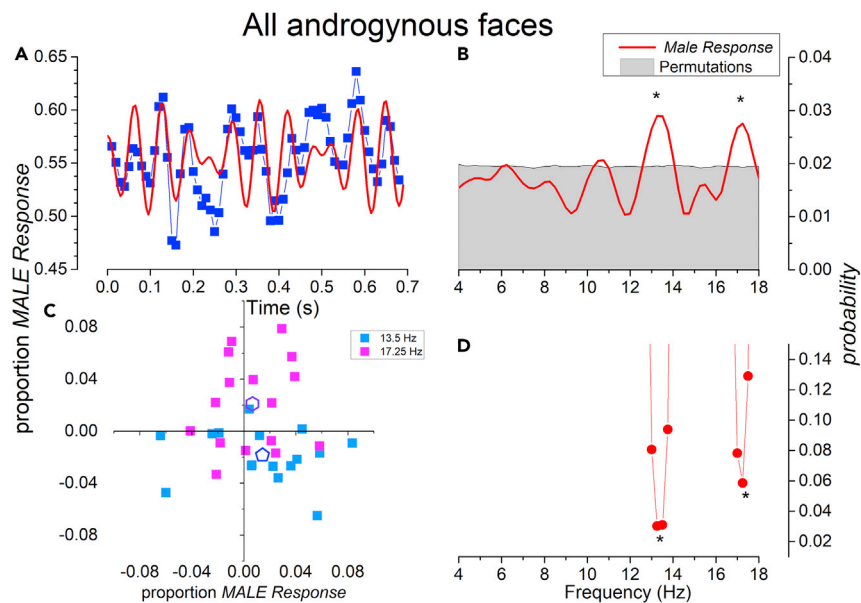 All androgynous faces
A
0.65
0.60
0.55
0.50
0.45
0.0 0.1 0.2 0.3 0.4 0.5 0.6 0.7
Time (s)
proportion MALE Response
B
Male Response
Permutations
* *
0.04
0.03
0.02
0.01
0.00
4 6 8 10 12 14 16 18
probability
C
13.5 Hz
17.25 Hz
0.08
0.04
0.00
-0.04
-0.08
-0.08 -0.04 0.00 0.04 0.08
proportion MALE Response
D
0.14
0.12
0.10
0.08
0.06
0.04
0.02
* *
4 6 8 10 12 14 16 18
Frequency (Hz)